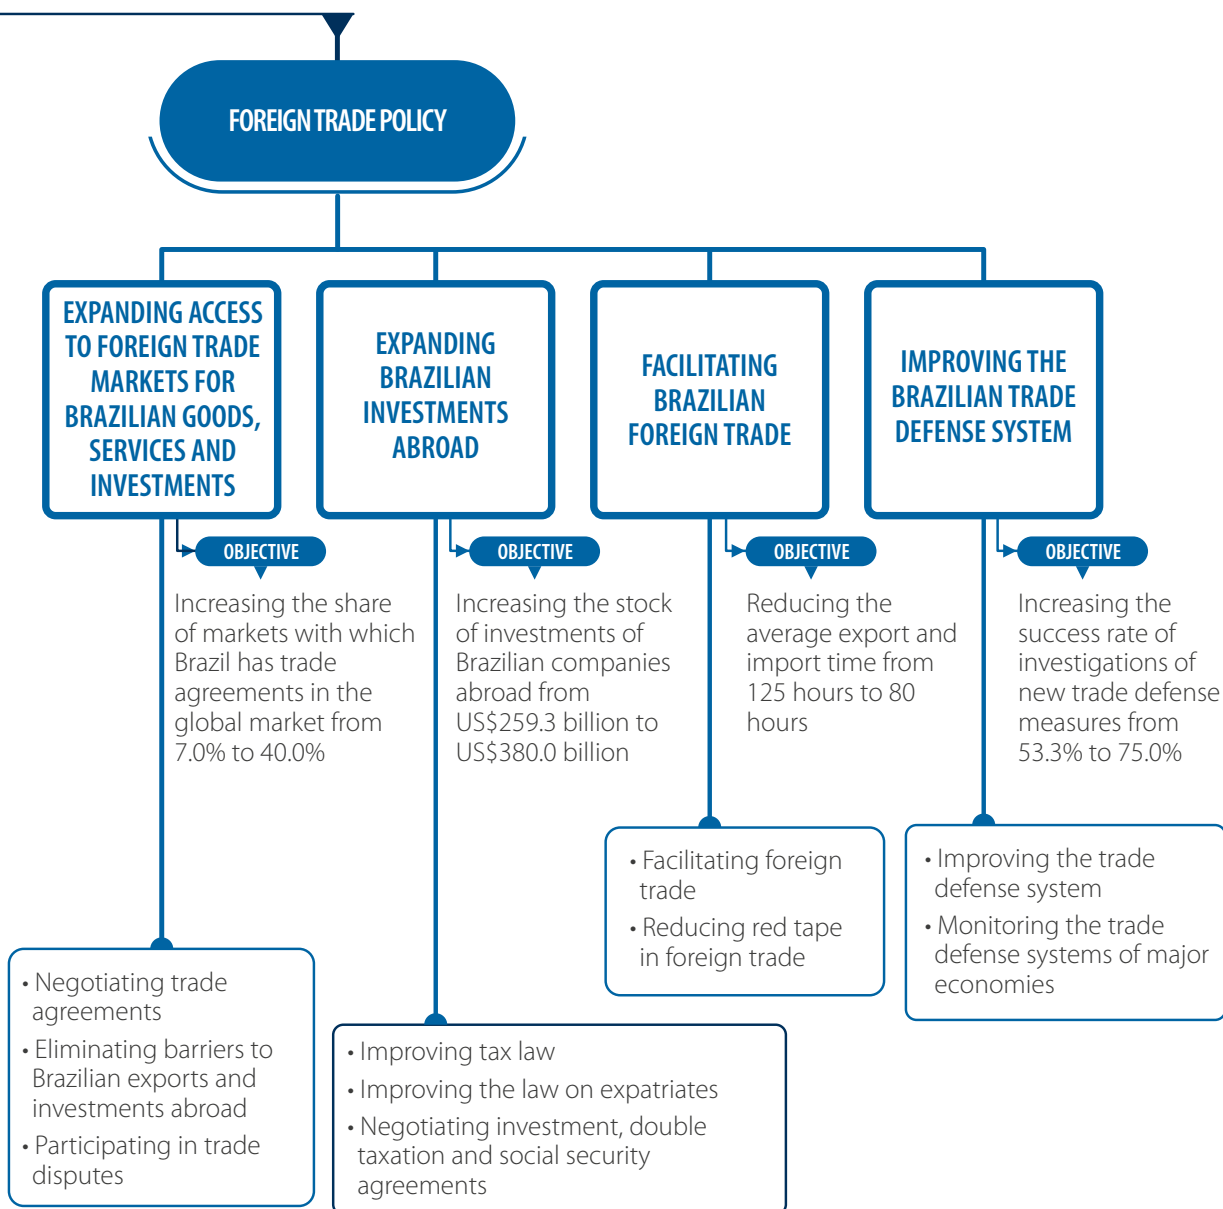 FOREIGN TRADE POLICY
EXPANDING ACCESS
TO FOREIGN TRADE
MARKETS FOR
BRAZILIAN GOODS,
SERVICES AND
INVESTMENTS
OBJECTIVE
Increasing the share
of markets with which
Brazil has trade
agreements in the
global market from
7.0% to 40.0%
• Negotiating trade
agreements
• Eliminating barriers to
Brazilian exports and
investments abroad
• Participating in trade
disputes
EXPANDING
BRAZILIAN
INVESTMENTS
ABROAD
OBJECTIVE
Increasing the stock
of investments of
Brazilian companies
abroad from
US$259.3 billion to
US$380.0 billion
• Improving tax law
• Improving the law on expatriates
• Negotiating investment, double
taxation and social security
agreements
FACILITATING
BRAZILIAN
FOREIGN TRADE
OBJECTIVE
Reducing the
average export and
import time from
125 hours to 80
hours
• Facilitating foreign
trade
• Reducing red tape
in foreign trade
IMPROVING THE
BRAZILIAN TRADE
DEFENSE SYSTEM
OBJECTIVE
Increasing the
success rate of
investigations of
new trade defense
measures from
53.3% to 75.0%
• Improving the trade
defense system
• Monitoring the trade
defense systems of major
economies